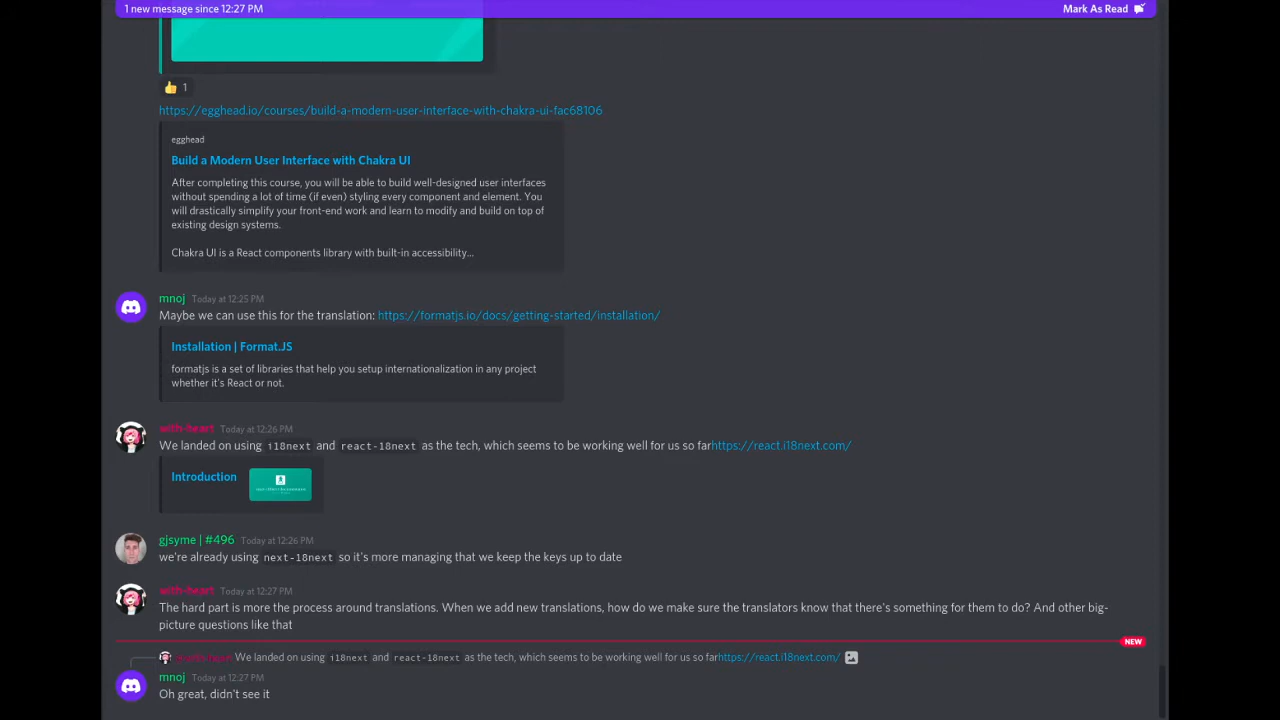 1 new message since 12:27 PM
Mark As Read
👍 1
https://egghead.io/courses/build-a-modern-user-interface-with-chakra-ui-fac68106
egghead
Build a Modern User Interface with Chakra UI
After completing this course, you will be able to build well-designed user interfaces
without spending a lot of time (if even) styling every component and element. You
will drastically simplify your front-end work and learn to modify and build on top of
existing design systems.
Chakra UI is a React components library with built-in accessibility...
mnoj Today at 12:25 PM
Maybe we can use this for the translation: https://formatjs.io/docs/getting-started/installation/
Installation | Format.JS
formatjs is a set of libraries that help you setup internationalization in any project
whether it's React or not.
with-heart Today at 12:26 PM
We landed on using i18next and react-18next as the tech, which seems to be working well for us so farhttps://react.i18next.com/
Introduction
gjsyme | #496 Today at 12:26 PM
we're already using next-18next so it's more managing that we keep the keys up to date
with-heart Today at 12:27 PM
The hard part is more the process around translations. When we add new translations, how do we make sure the translators know that there's something for them to do? And other big-
picture questions like that
NEW
@with-heart We landed on using i18next and react-18next as the tech, which seems to be working well for us so farhttps://react.i18next.com/
mnoj Today at 12:27 PM
Oh great, didn't see it